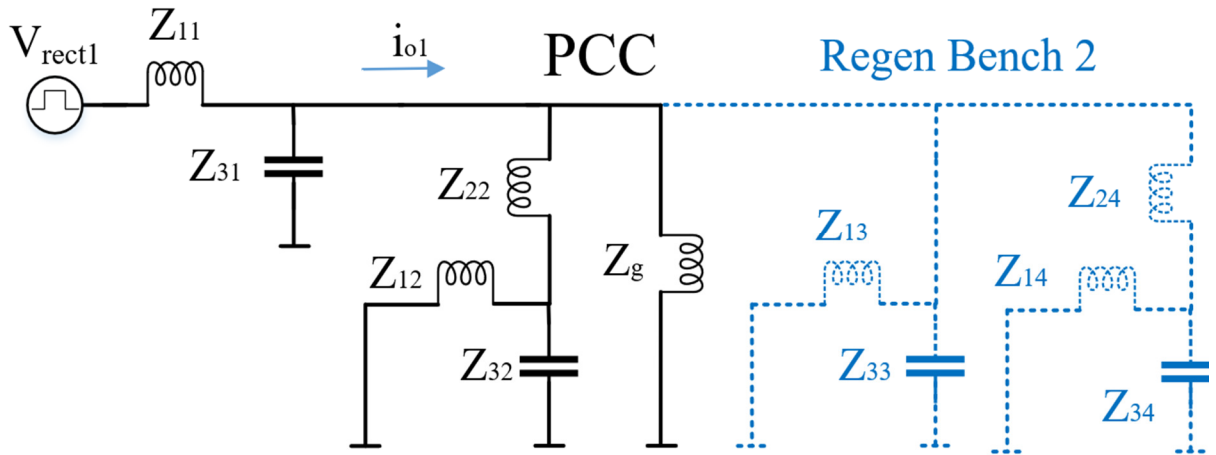 Z11
Vrect1
io1
PCC
Regen Bench 2
Z31
Z22
Z24
Z12
Zg
Z13
Z14
Z32
Z33
Z34